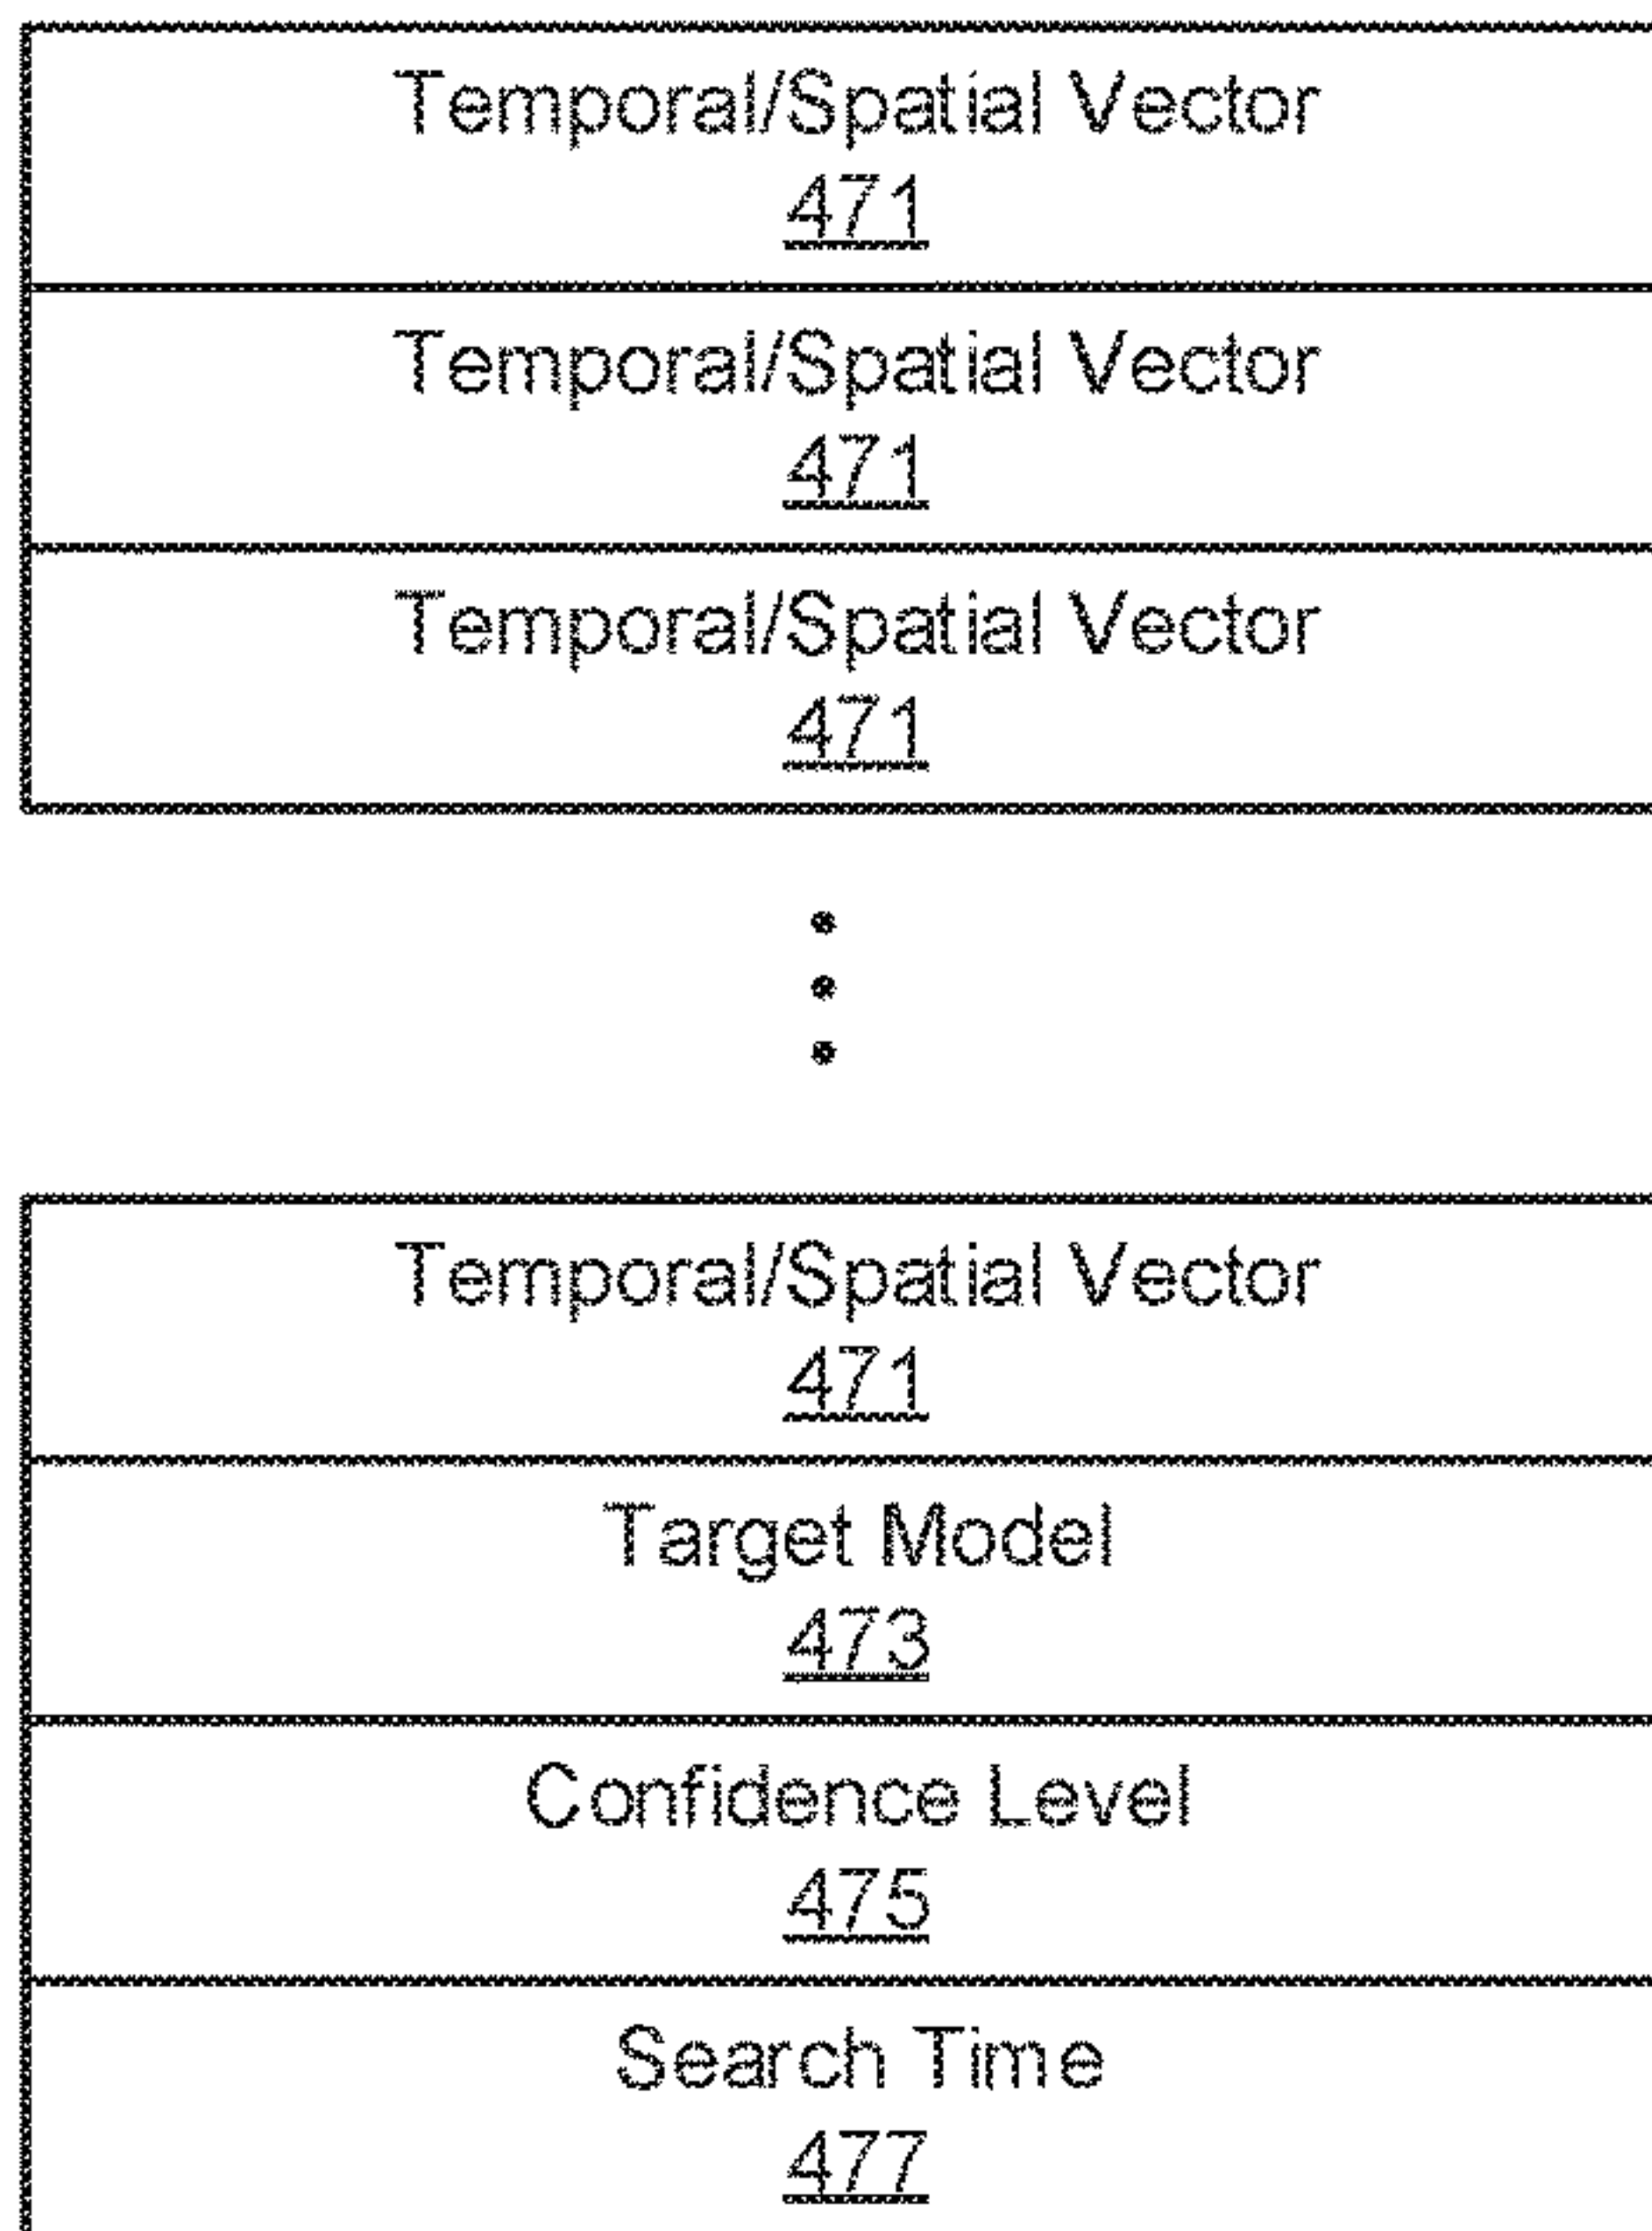 Temporal/Spatial Vector
471
Temporal/Spatial Vector
471
Temporal/Spatial Vector
471
Temporal/Spatial Vector
471
Target Model
473
Confidence Level
475
Search Time
477